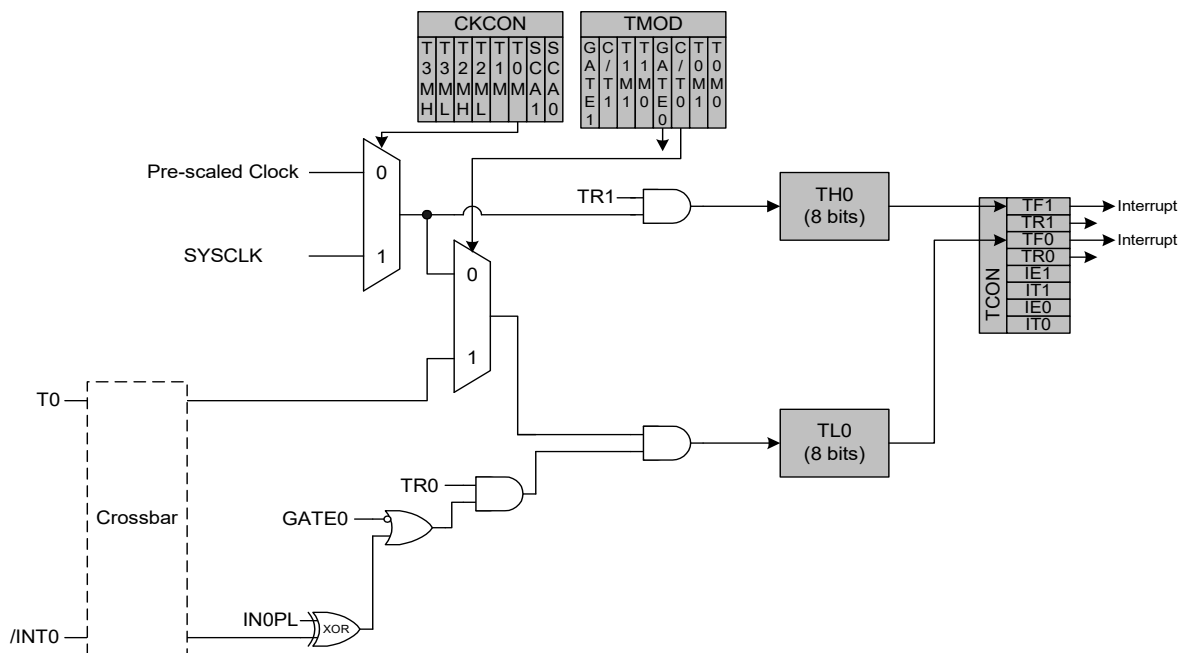 CKCON
T3MH
T3ML
T2MH
T2ML
T1M
T0M
SCA1
SCA0
TMOD
GATE1
C/T1
T1M1
T1M0
GATE0
C/T0
T0M1
T0M0
Pre-scaled Clock
0
SYSCLK
1
TR1
TH0
(8 bits)
0
1
TCON
TF1
TR1
TF0
TR0
IE1
IT1
IE0
IT0
Interrupt
Interrupt
T0
Crossbar
/INT0
TL0
(8 bits)
TR0
GATE0
IN0PL
XOR